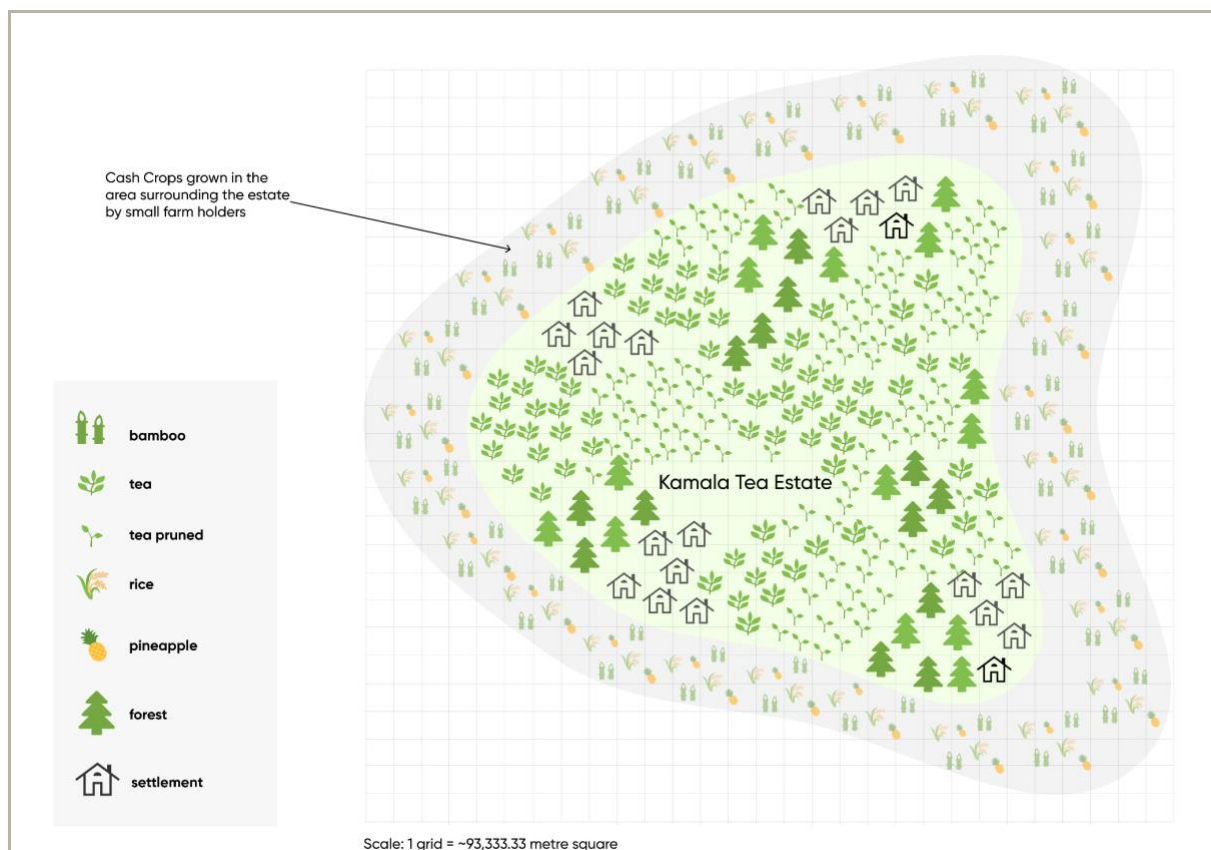 Cash Crops grown in the
area surrounding the estate
by small farm holders
bamboo
tea
tea pruned
rice
pineapple
forest
settlement
Kamala Tea Estate
Scale: 1 grid = ~93,333.33 metre square